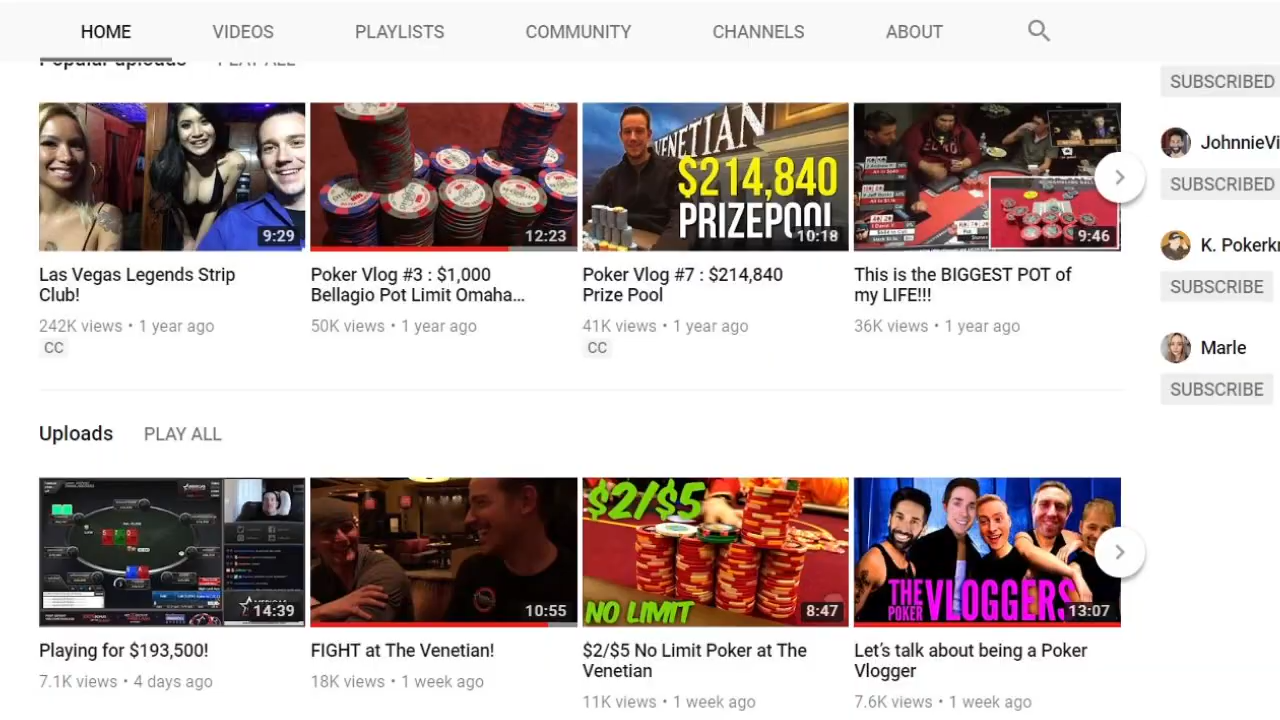 HOME VIDEOS PLAYLISTS COMMUNITY CHANNELS ABOUT
Popular uploads PLAY ALL
SUBSCRIBED
JohnnieVi
SUBSCRIBED
K. Pokerk
SUBSCRIBE
Marle
SUBSCRIBE
9:29
12:23
VENETIAN
$214,840
PRIZEPOOL
10:18
9:46
Las Vegas Legends Strip
Club!
242K views • 1 year ago
CC
Poker Vlog #3 : $1,000
Bellagio Pot Limit Omaha...
50K views • 1 year ago
Poker Vlog #7 : $214,840
Prize Pool
41K views • 1 year ago
CC
This is the BIGGEST POT of
my LIFE!!!
36K views • 1 year ago
Uploads PLAY ALL
14:39
10:55
$2/$5
NO LIMIT
8:47
THE
POKER VLOGGERS
13:07
Playing for $193,500!
7.1K views • 4 days ago
FIGHT at The Venetian!
18K views • 1 week ago
$2/$5 No Limit Poker at The
Venetian
11K views • 1 week ago
Let's talk about being a Poker
Vlogger
7.6K views • 1 week ago